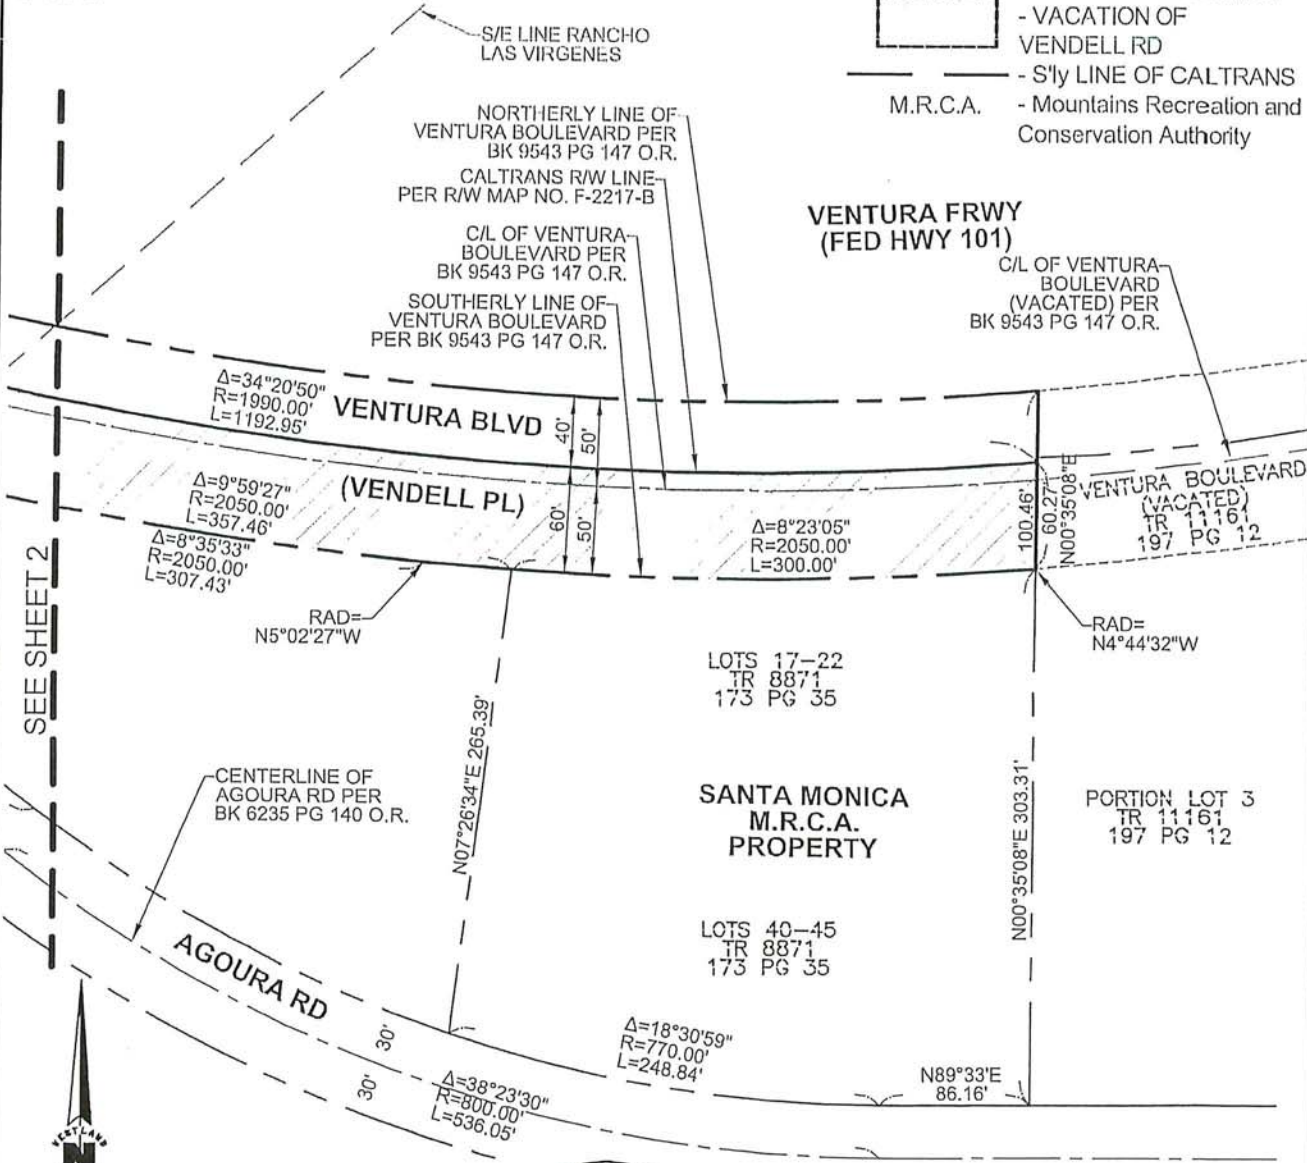 - VACATION OF
VENDELL RD
- S'ly LINE OF CALTRANS
M.R.C.A. - Mountains Recreation and
Conservation Authority
S/E LINE RANCHO
LAS VIRGENES
NORTHERLY LINE OF
VENTURA BOULEVARD PER
BK 9543 PG 147 O.R.
CALTRANS R/W LINE
PER R/W MAP NO. F-2217-B
C/L OF VENTURA
BOULEVARD PER
BK 9543 PG 147 O.R.
SOUTHERLY LINE OF
VENTURA BOULEVARD
PER BK 9543 PG 147 O.R.
VENTURA FRWY
(FED HWY 101)
C/L OF VENTURA
BOULEVARD
(VACATED) PER
BK 9543 PG 147 O.R.
Δ=34°20'50"
R=1990.00'
L=1192.95'
VENTURA BLVD
40'
50'
(VENDELL PL)
60'
50'
Δ=9°59'27"
R=2050.00'
L=357.46'
Δ=8°35'33"
R=2050.00'
L=307.43'
Δ=8°23'05"
R=2050.00'
L=300.00'
100.46'
60.27'
N00°35'08"E
VENTURA BOULEVARD
(VACATED)
TR 11161
197 PG 12
SEE SHEET 2
RAD=
N5°02'27"W
RAD=
N4°44'32"W
LOTS 17-22
TR 8871
173 PG 35
N07°26'34"E 265.39'
CENTERLINE OF
AGOURA RD PER
BK 6235 PG 140 O.R.
SANTA MONICA
M.R.C.A.
PROPERTY
N00°35'08"E 303.31'
PORTION LOT 3
TR 11161
197 PG 12
LOTS 40-45
TR 8871
173 PG 35
AGOURA RD
30'
30'
Δ=18°30'59"
R=770.00'
L=248.84'
Δ=38°23'30"
R=800.00'
L=536.05'
N89°33'E
86.16'
N